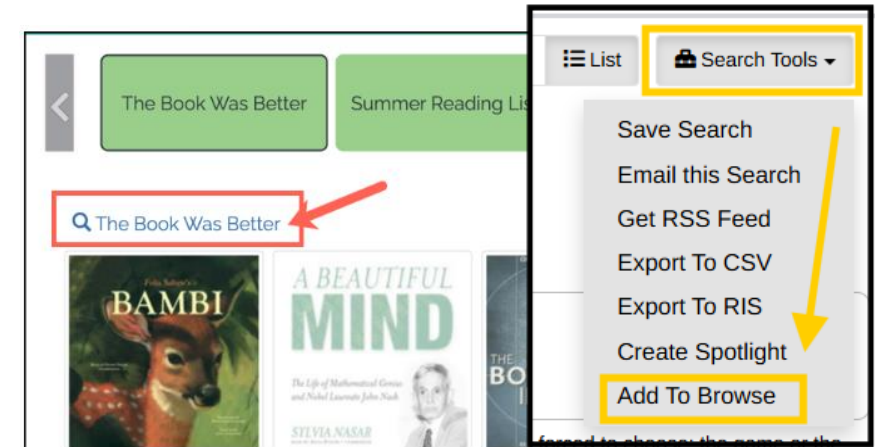 The Book Was Better
Summer Reading Lis
The Book Was Better
Felix Salten's
BAMBI
A BEAUTIFUL
MIND
The Life of Mathematical Genius
and Nobel Laureate John Nash
SYLVIA NASAR
THE
BO
List
Search Tools
Save Search
Email this Search
Get RSS Feed
Export To CSV
Export To RIS
Create Spotlight
Add To Browse